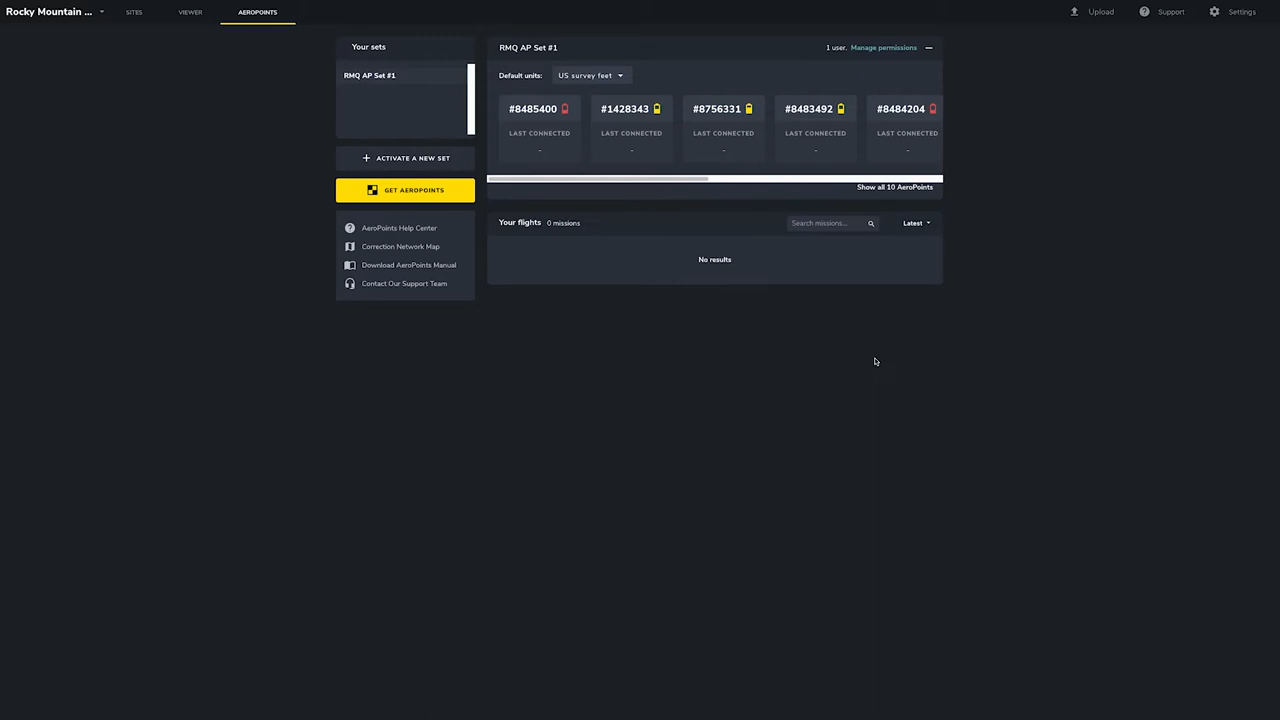 Rocky Mountain ...
SITES
VIEWER
AEROPOINTS
Upload
Support
Settings
Your sets
RMQ AP Set #1
ACTIVATE A NEW SET
GET AEROPOINTS
AeroPoints Help Center
Correction Network Map
Download AeroPoints Manual
Contact Our Support Team
RMQ AP Set #1
1 user. Manage permissions
Default units: US survey feet
#8485400 #1428343 #8756331 #8483492 #8484204
LAST CONNECTED LAST CONNECTED LAST CONNECTED LAST CONNECTED LAST CONNECTED
- - - - -
Show all 10 AeroPoints
Your flights 0 missions
Search missions...
Latest
No results